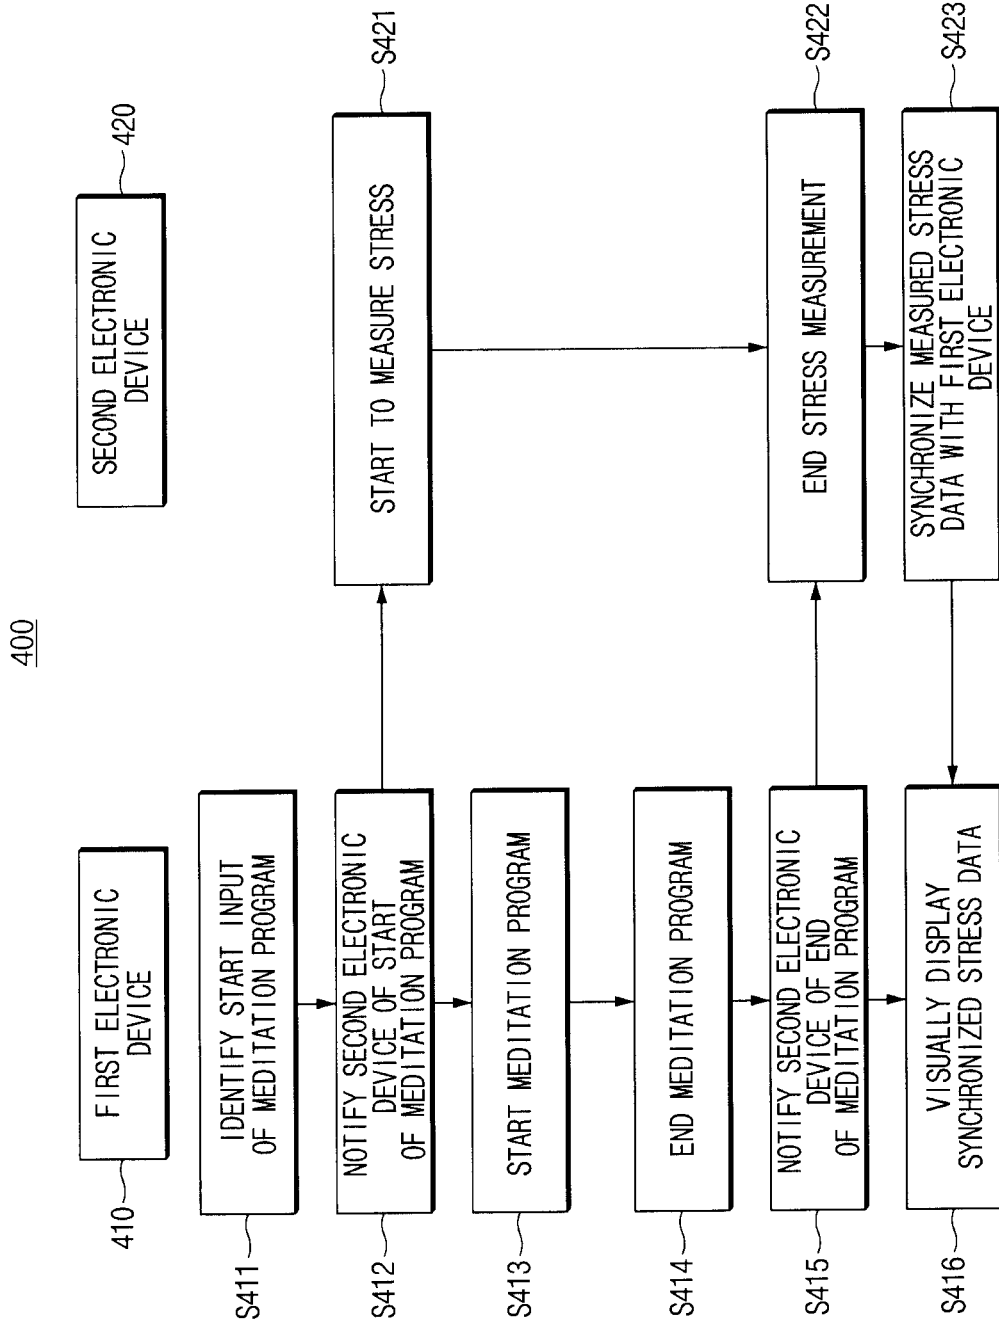 400
FIRST ELECTRONIC
DEVICE
410
SECOND ELECTRONIC
DEVICE
420
S411
IDENTIFY START INPUT
OF MEDITATION PROGRAM
S412
NOTIFY SECOND ELECTRONIC
DEVICE OF START
OF MEDITATION PROGRAM
START TO MEASURE STRESS
S421
S413
START MEDITATION PROGRAM
S414
END MEDITATION PROGRAM
S415
NOTIFY SECOND ELECTRONIC
DEVICE OF END
OF MEDITATION PROGRAM
END STRESS MEASUREMENT
S422
S416
VISUALLY DISPLAY
SYNCHRONIZED STRESS DATA
SYNCHRONIZE MEASURED STRESS
DATA WITH FIRST ELECTRONIC
DEVICE
S423